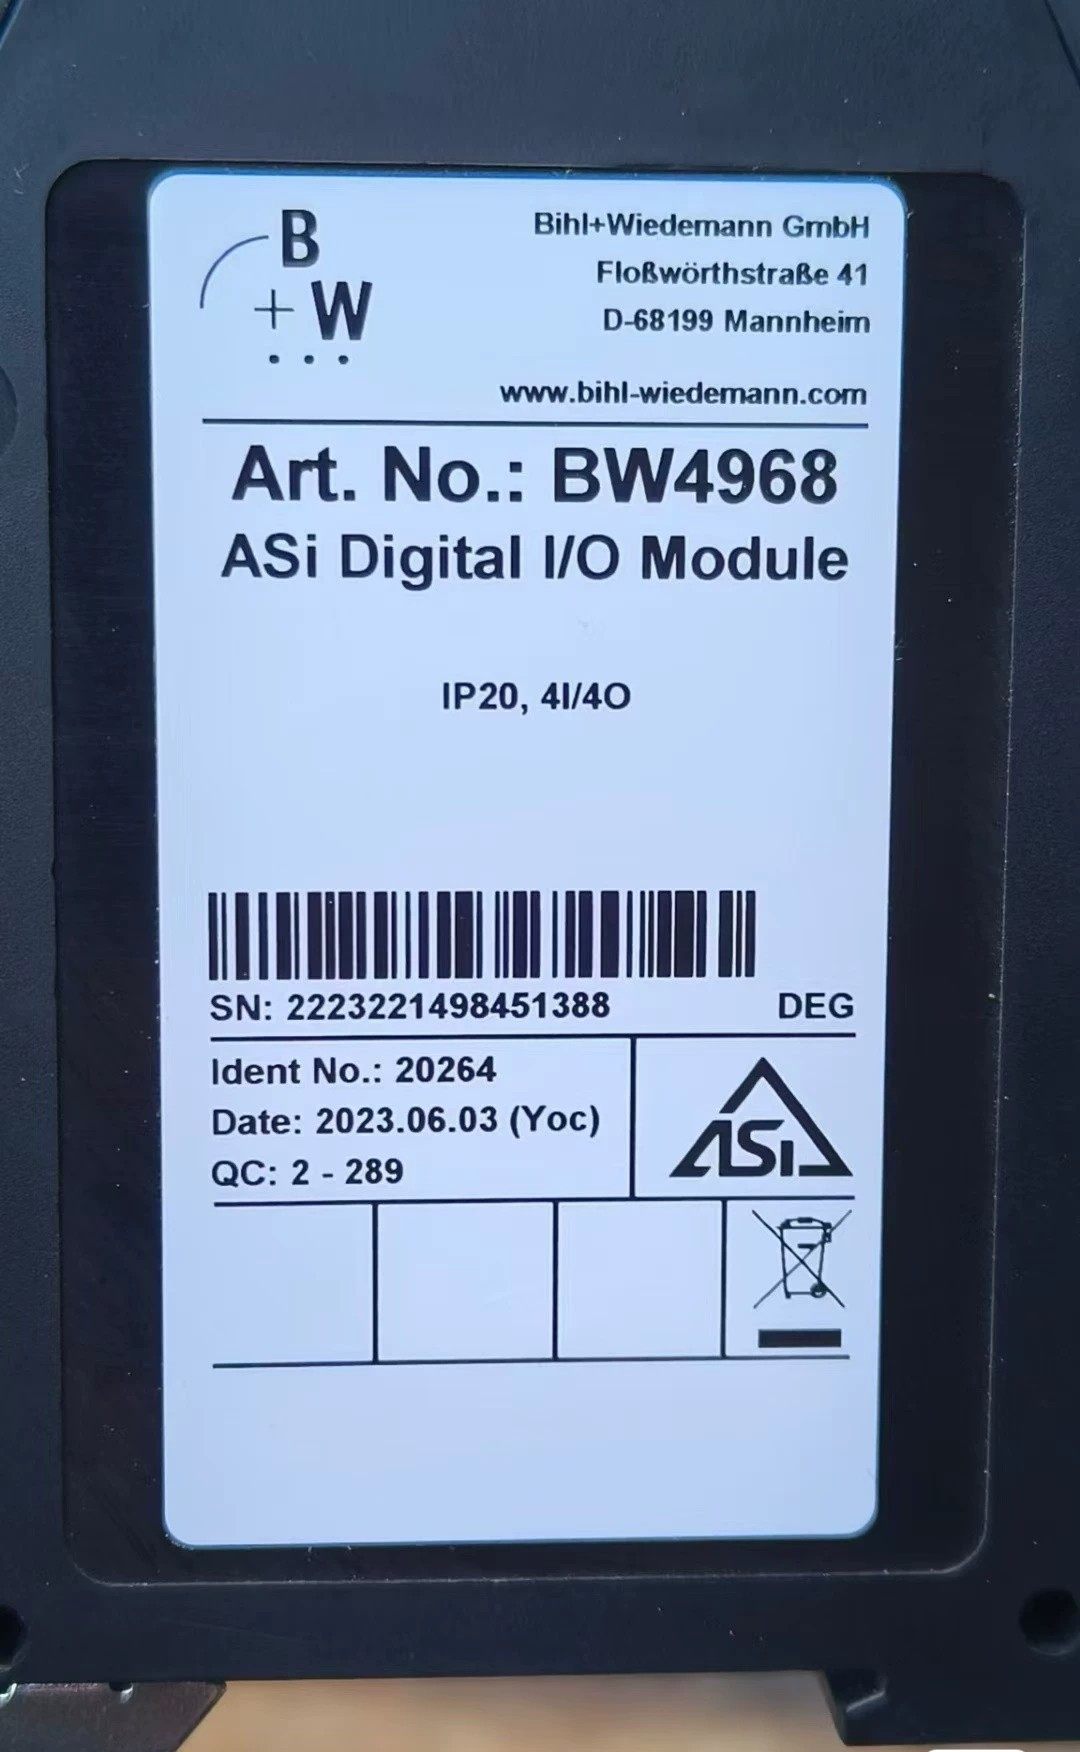 B
+W
Bihl+Wiedemann GmbH
Floßwörthstraße 41
D-68199 Mannheim
www.bihl-wiedemann.com
Art. No.: BW4968
ASi Digital I/O Module
IP20, 4I/4O
SN: 2223221498451388 DEG
Ident No.: 20264
Date: 2023.06.03 (Yoc)
QC: 2 - 289
ASi